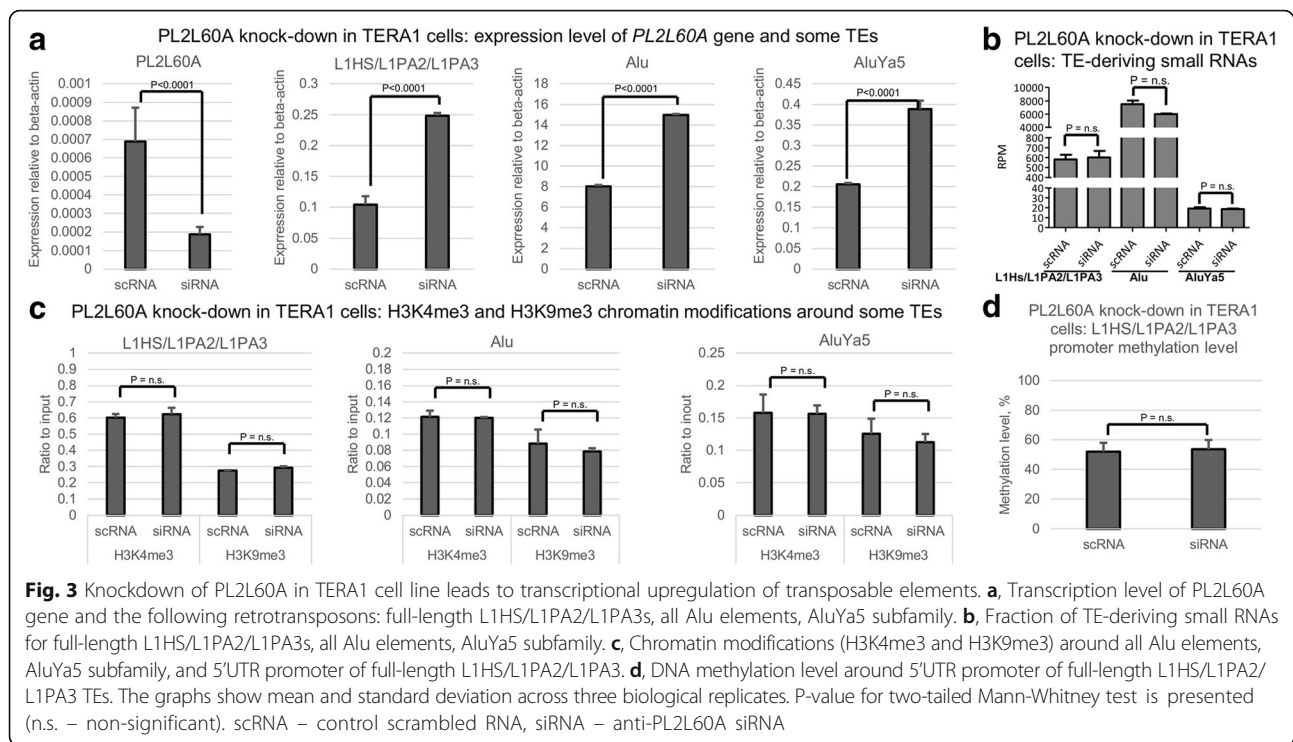 a PL2L60A knock-down in TERA1 cells: expression level of PL2L60A gene and some TEs
PL2L60A
Exprression relative to beta-actin
0.001
0.0009
0.0008
0.0007
0.0006
0.0005
0.0004
0.0003
0.0002
0.0001
0
P<0.0001
scRNA siRNA
L1HS/L1PA2/L1PA3
Exprression relative to beta-actin
0.3
0.25
0.2
0.15
0.1
0.05
0
P<0.0001
scRNA siRNA
Alu
Exprression relative to beta-actin
18
16
14
12
10
8
6
4
2
0
P<0.0001
scRNA siRNA
AluYa5
Exprression relative to beta-actin
0.45
0.4
0.35
0.3
0.25
0.2
0.15
0.1
0.05
0
P<0.0001
scRNA siRNA
b PL2L60A knock-down in TERA1
cells: TE-deriving small RNAs
RPM
10000
8000
6000
4000
700
600
500
400
40
30
20
10
0
P = n.s.
P = n.s.
P = n.s.
scRNA siRNA scRNA siRNA scRNA siRNA
L1Hs/L1PA2/L1PA3 Alu AluYa5
c PL2L60A knock-down in TERA1 cells: H3K4me3 and H3K9me3 chromatin modifications around some TEs
L1HS/L1PA2/L1PA3
Ratio to input
1
0.9
0.8
0.7
0.6
0.5
0.4
0.3
0.2
0.1
0
P = n.s.
P = n.s.
scRNA siRNA scRNA siRNA
H3K4me3 H3K9me3
Alu
Ratio to input
0.2
0.18
0.16
0.14
0.12
0.1
0.08
0.06
0.04
0.02
0
P = n.s.
P = n.s.
scRNA siRNA scRNA siRNA
H3K4me3 H3K9me3
AluYa5
Ratio to inout
0.25
0.2
0.15
0.1
0.05
0
P = n.s.
P = n.s.
scRNA siRNA scRNA siRNA
H3K4me3 H3K9me3
d PL2L60A knock-down in TERA1
cells: L1HS/L1PA2/L1PA3
promoter methylation level
Methylation level, %
100
80
60
40
20
0
P = n.s.
scRNA siRNA
Fig. 3 Knockdown of PL2L60A in TERA1 cell line leads to transcriptional upregulation of transposable elements. a, Transcription level of PL2L60A
gene and the following retrotransposons: full-length L1HS/L1PA2/L1PA3s, all Alu elements, AluYa5 subfamily. b, Fraction of TE-deriving small RNAs
for full-length L1HS/L1PA2/L1PA3s, all Alu elements, AluYa5 subfamily. c, Chromatin modifications (H3K4me3 and H3K9me3) around all Alu elements,
AluYa5 subfamily, and 5’UTR promoter of full-length L1HS/L1PA2/L1PA3. d, DNA methylation level around 5’UTR promoter of full-length L1HS/L1PA2/
L1PA3 TEs. The graphs show mean and standard deviation across three biological replicates. P-value for two-tailed Mann-Whitney test is presented
(n.s. – non-significant). scRNA – control scrambled RNA, siRNA – anti-PL2L60A siRNA